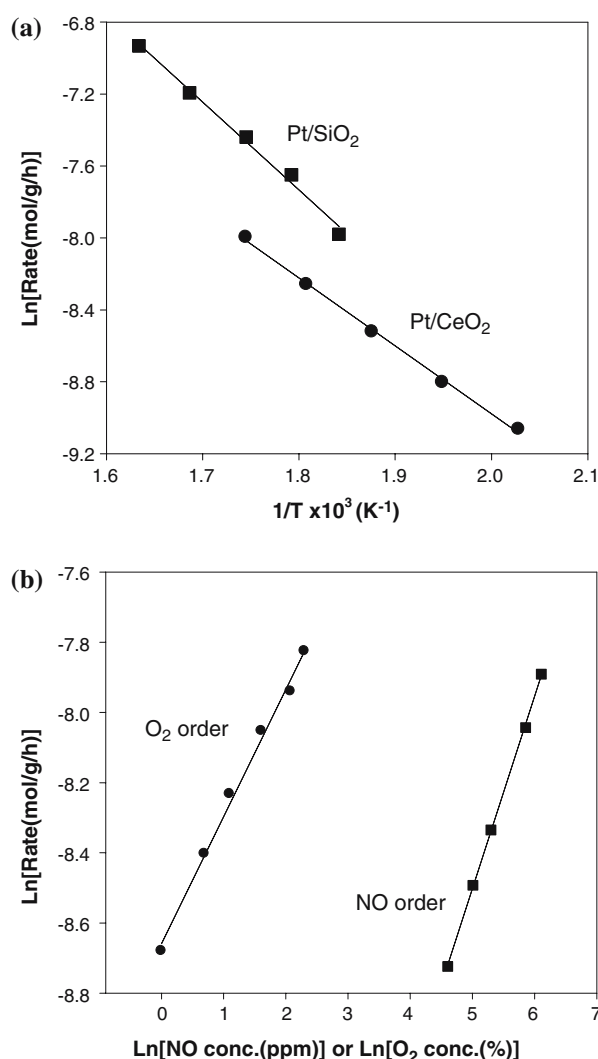 (a)
-6.8
-7.2
-7.6
-8.0
-8.4
-8.8
-9.2
Ln[Rate(mol/g/h)]
Pt/SiO2
Pt/CeO2
1.6 1.7 1.8 1.9 2.0 2.1
1/T x10³ (K⁻¹)
(b)
-7.6
-7.8
-8.0
-8.2
-8.4
-8.6
-8.8
Ln[Rate(mol/g/h)]
O2 order
NO order
0 1 2 3 4 5 6 7
Ln[NO conc.(ppm)] or Ln[O2 conc.(%)]